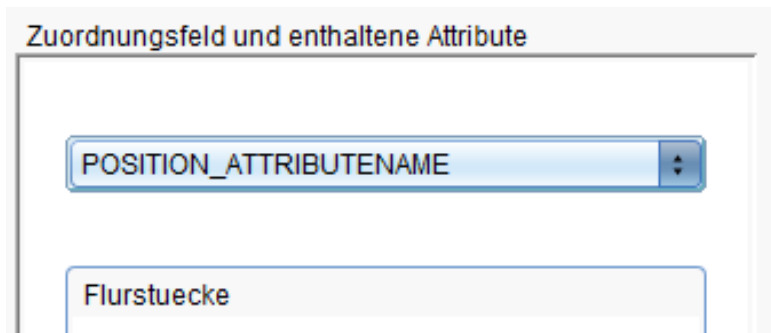 Zuordnungsfeld und enthaltene Attribute
POSITION_ATTRIBUTENAME
Flurstuecke